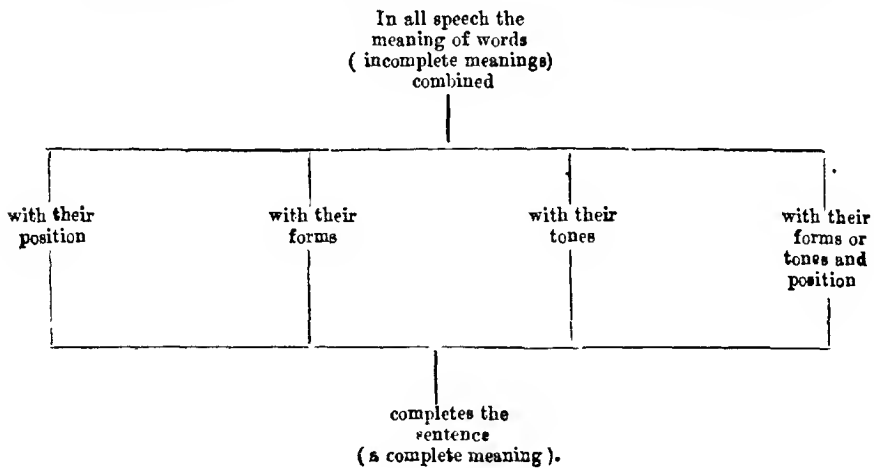 In all speech the
meaning of words
( incomplete meanings)
combined
with their
position
with their
forms
with their
tones
with their
forms or
tones and
position
completes the
sentence
( a complete meaning ).